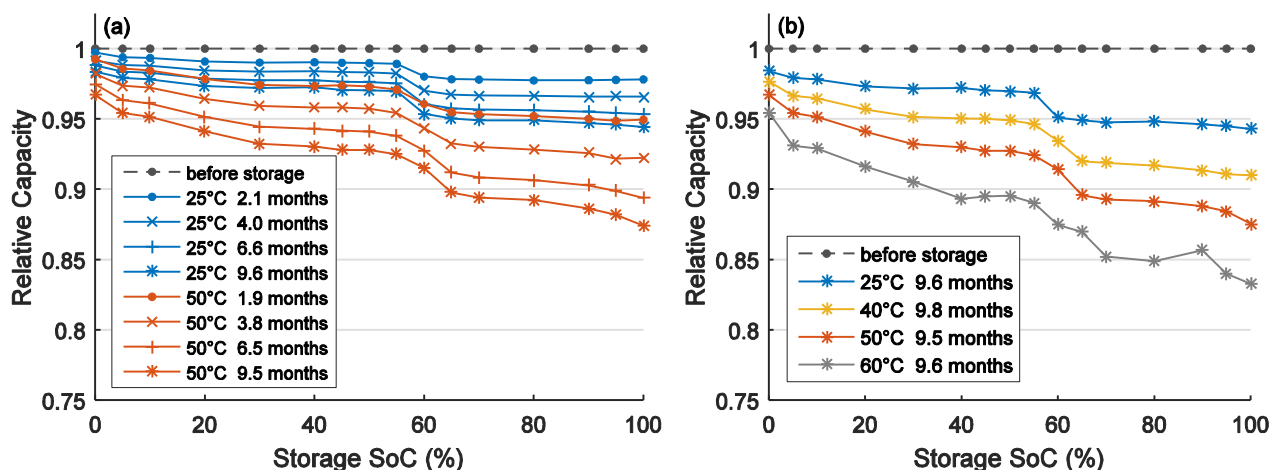 (a)
Relative Capacity
1
0.95
0.9
0.85
0.8
0.75
before storage
25°C 2.1 months
25°C 4.0 months
25°C 6.6 months
25°C 9.6 months
50°C 1.9 months
50°C 3.8 months
50°C 6.5 months
50°C 9.5 months
0 20 40 60 80 100
Storage SoC (%)
(b)
Relative Capacity
1
0.95
0.9
0.85
0.8
0.75
before storage
25°C 9.6 months
40°C 9.8 months
50°C 9.5 months
60°C 9.6 months
0 20 40 60 80 100
Storage SoC (%)